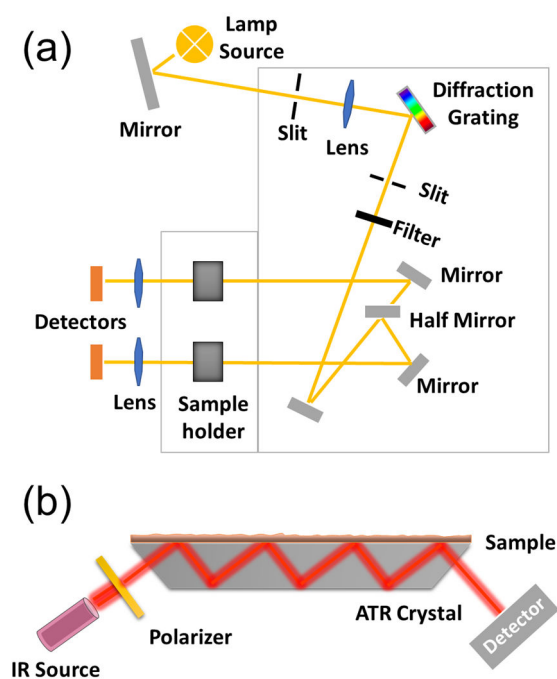 (a)
Lamp
Source
Mirror
Slit
Lens
Diffraction
Grating
Slit
Filter
Mirror
Half Mirror
Mirror
Detectors
Lens
Sample
holder
(b)
Sample
ATR Crystal
Polarizer
IR Source
Detector